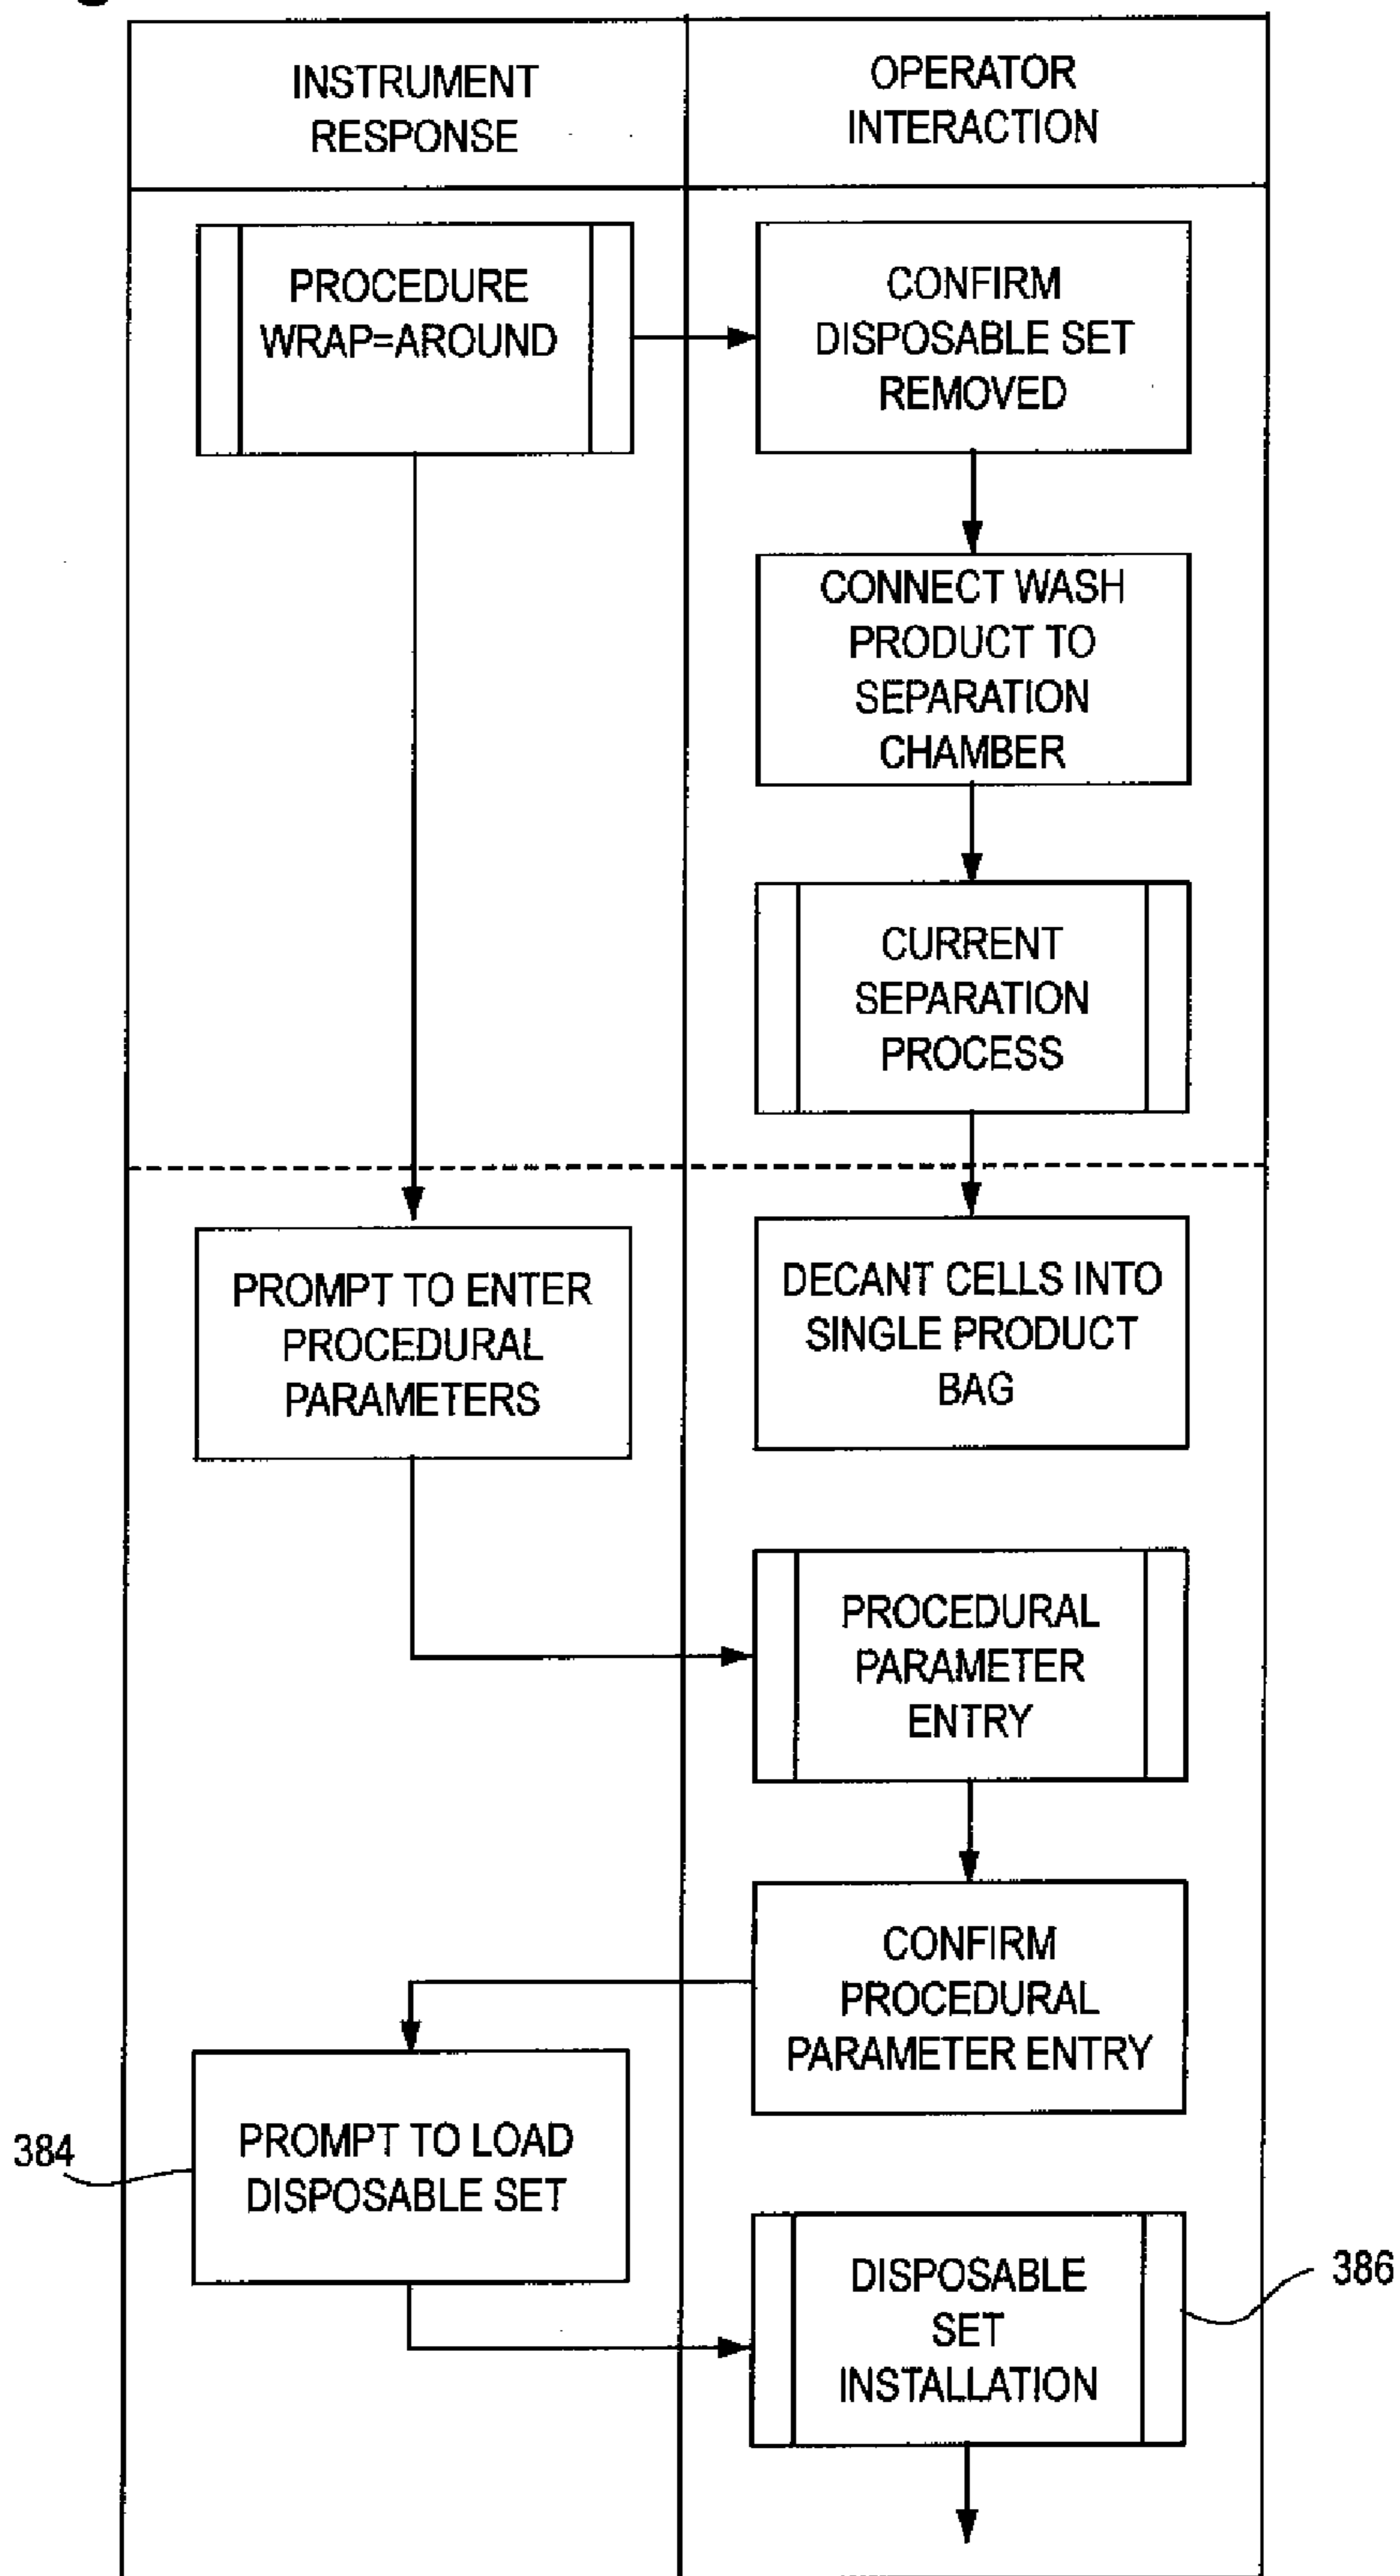 INSTRUMENT
RESPONSE
OPERATOR
INTERACTION
PROCEDURE
WRAP=AROUND
CONFIRM
DISPOSABLE SET
REMOVED
CONNECT WASH
PRODUCT TO
SEPARATION
CHAMBER
CURRENT
SEPARATION
PROCESS
PROMPT TO ENTER
PROCEDURAL
PARAMETERS
DECANT CELLS INTO
SINGLE PRODUCT
BAG
PROCEDURAL
PARAMETER
ENTRY
CONFIRM
PROCEDURAL
PARAMETER ENTRY
384
PROMPT TO LOAD
DISPOSABLE SET
DISPOSABLE
SET
INSTALLATION
386